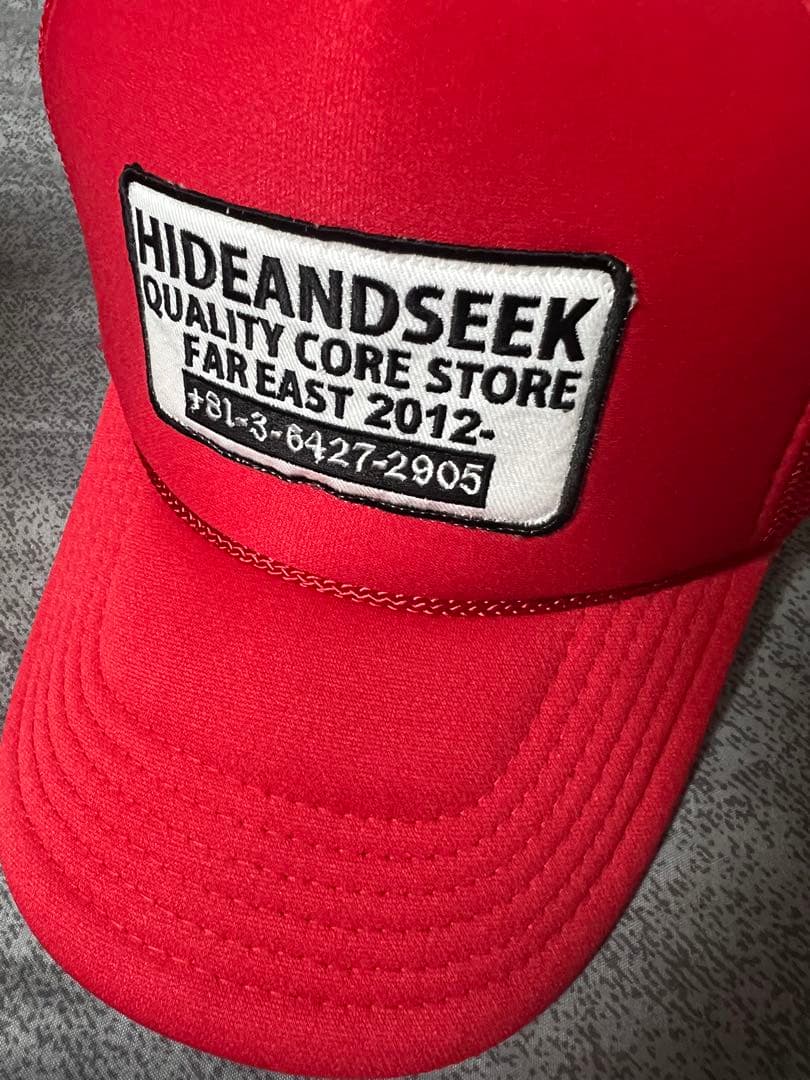 HIDEANDSEEK
QUALITY CORE STORE
FAR EAST 2012-
+81-3-6427-2905